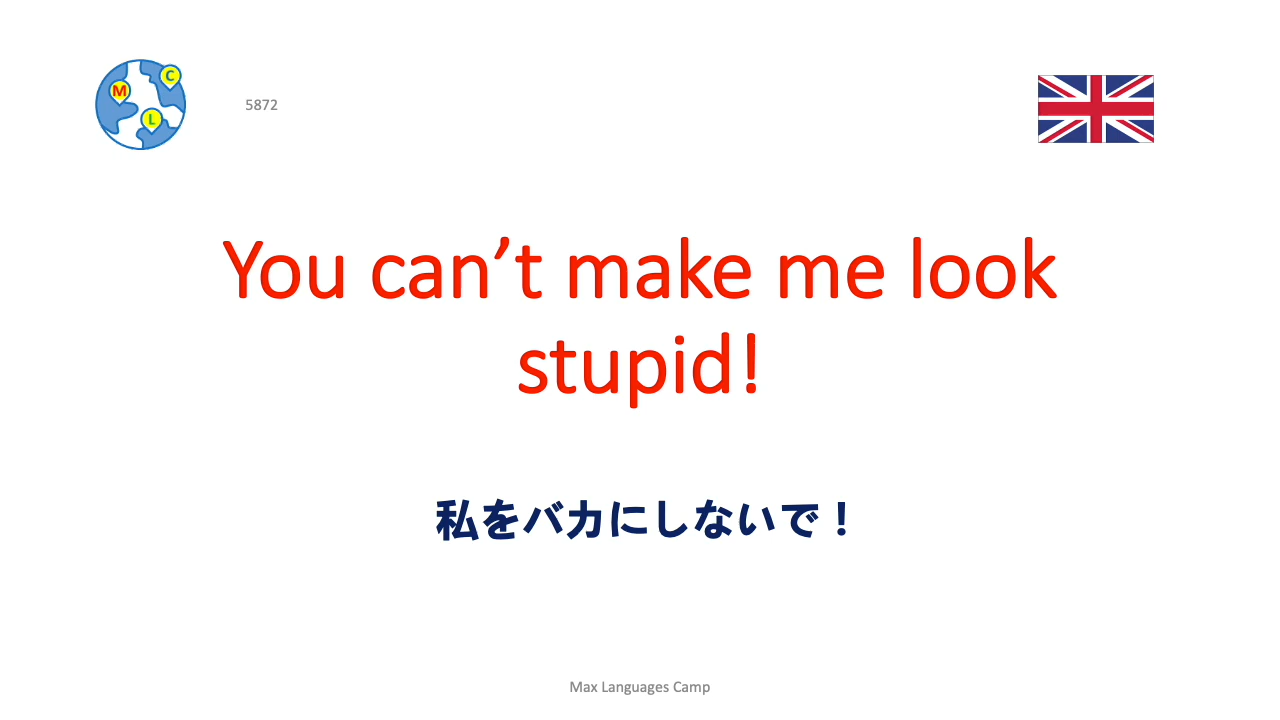 M
C
L
5872
You can’t make me look
stupid!
私をバカにしないで！
Max Languages Camp